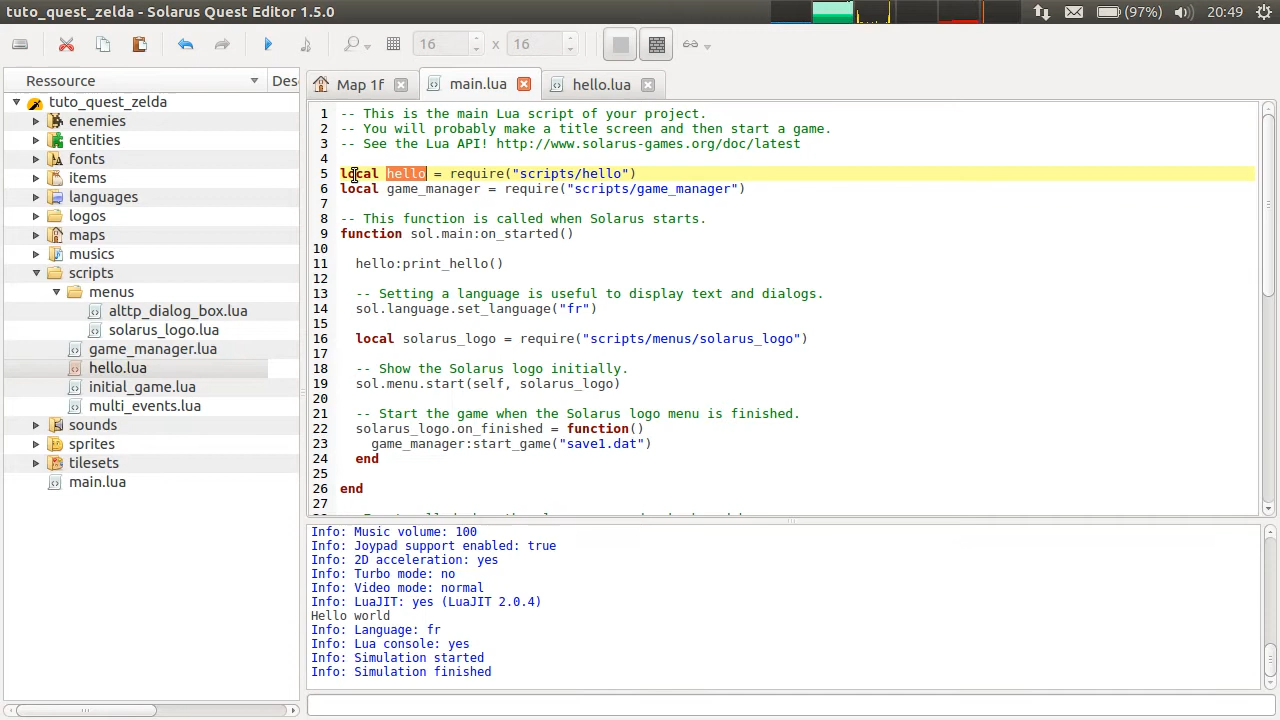 tuto_quest_zelda - Solarus Quest Editor 1.5.0
(97%) 20:49
16 x 16
Ressource Des
Map 1f main.lua hello.lua
tuto_quest_zelda
enemies
entities
fonts
items
languages
logos
maps
musics
scripts
menus
alttp_dialog_box.lua
solarus_logo.lua
game_manager.lua
hello.lua
initial_game.lua
multi_events.lua
sounds
sprites
tilesets
main.lua
1 -- This is the main Lua script of your project.
2 -- You will probably make a title screen and then start a game.
3 -- See the Lua API! http://www.solarus-games.org/doc/latest
4
5 local hello = require("scripts/hello")
6 local game_manager = require("scripts/game_manager")
7
8 -- This function is called when Solarus starts.
9 function sol.main:on_started()
10
11 hello:print_hello()
12
13 -- Setting a language is useful to display text and dialogs.
14 sol.language.set_language("fr")
15
16 local solarus_logo = require("scripts/menus/solarus_logo")
17
18 -- Show the Solarus logo initially.
19 sol.menu.start(self, solarus_logo)
20
21 -- Start the game when the Solarus logo menu is finished.
22 solarus_logo.on_finished = function()
23 game_manager:start_game("save1.dat")
24 end
25
26 end
27
Info: Music volume: 100
Info: Joypad support enabled: true
Info: 2D acceleration: yes
Info: Turbo mode: no
Info: Video mode: normal
Info: LuaJIT: yes (LuaJIT 2.0.4)
Hello world
Info: Language: fr
Info: Lua console: yes
Info: Simulation started
Info: Simulation finished